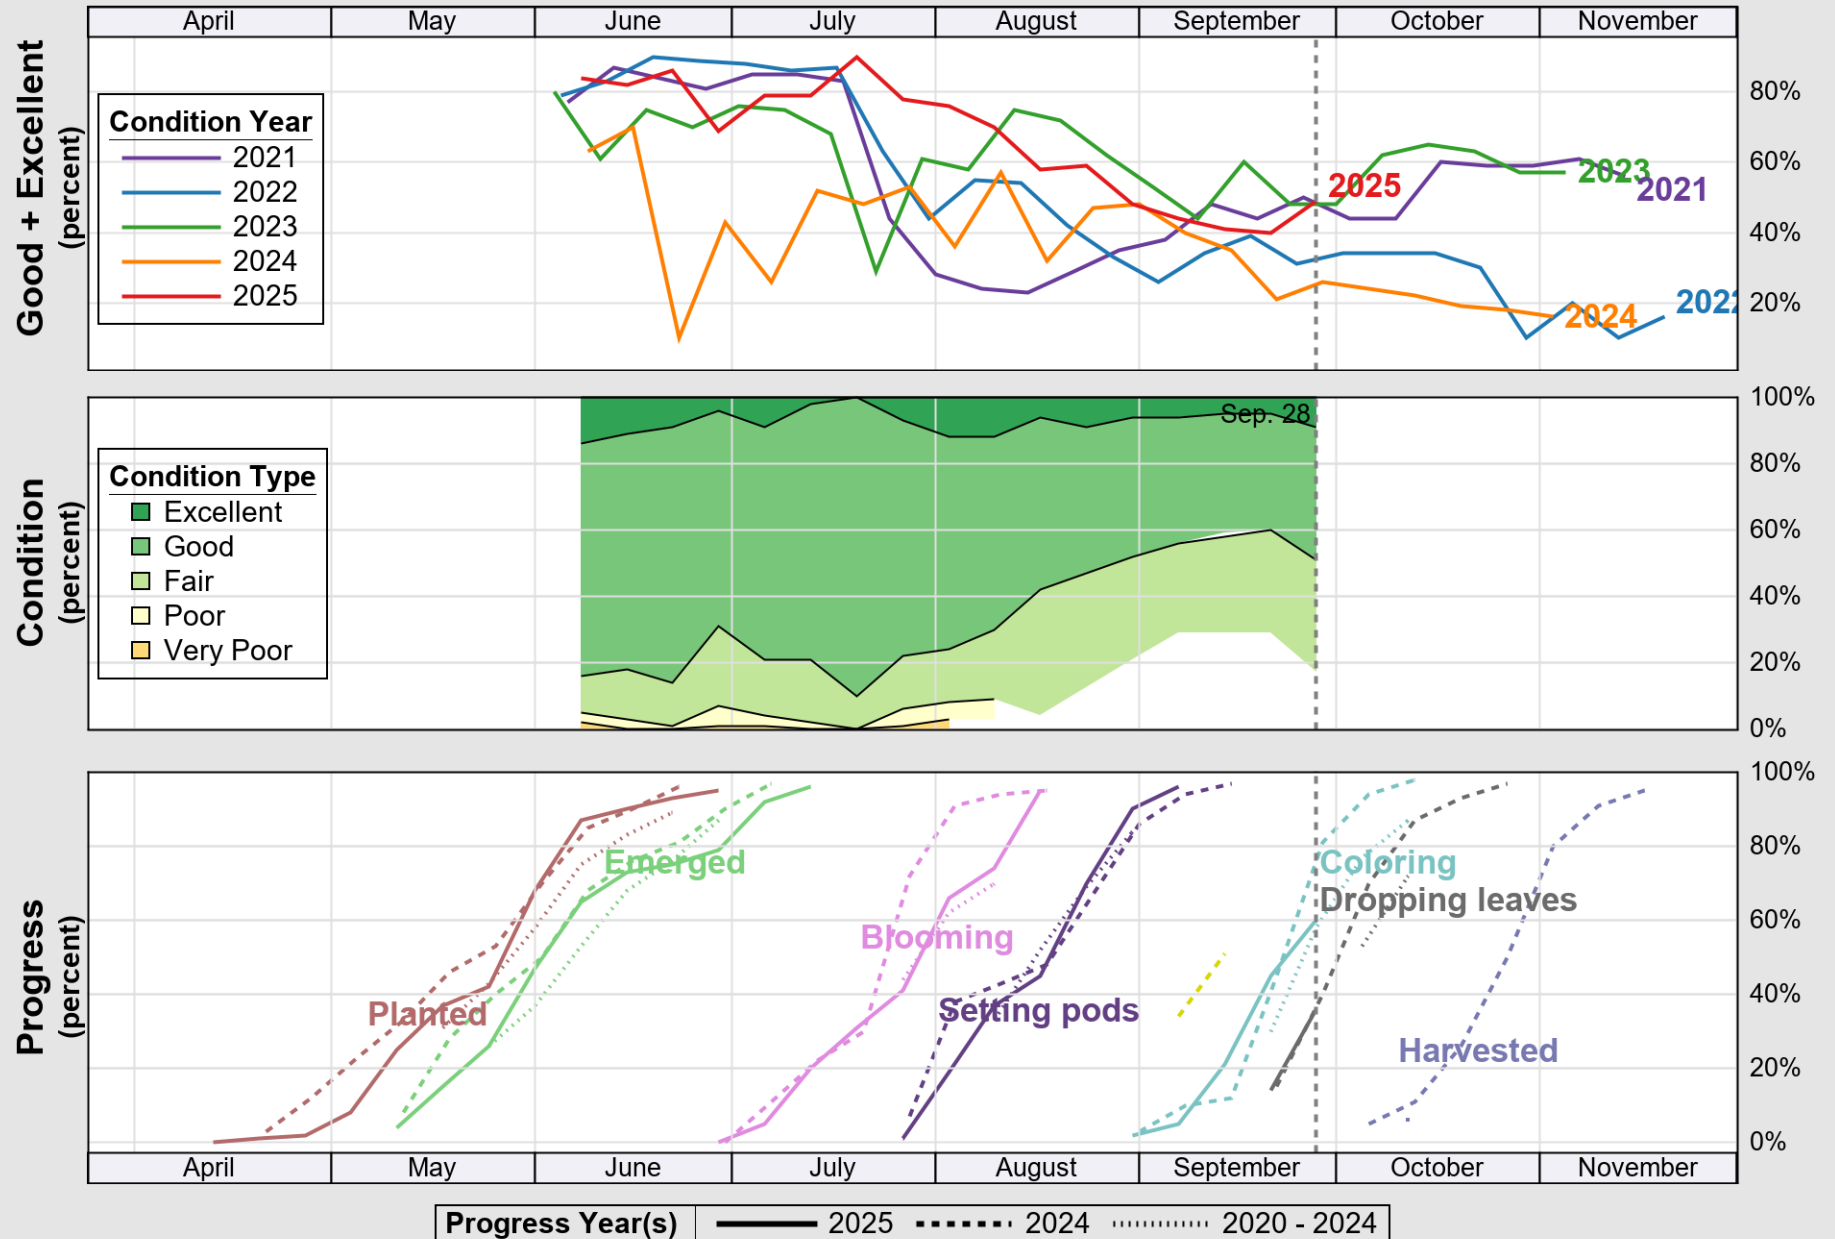 April May June July August September October November
Good + Excellent
(percent)
Condition Year
2021
2022
2023
2024
2025
80%
60%
40%
20%
2025
2023
2021
2022
2024
Condition
(percent)
Condition Type
Excellent
Good
Fair
Poor
Very Poor
Sep. 28
100%
80%
60%
40%
20%
0%
Progress
(percent)
Planted
Emerged
Blooming
Setting pods
Coloring
Dropping leaves
Harvested
100%
80%
60%
40%
20%
0%
April May June July August September October November
Progress Year(s) 2025 2024 2020 - 2024